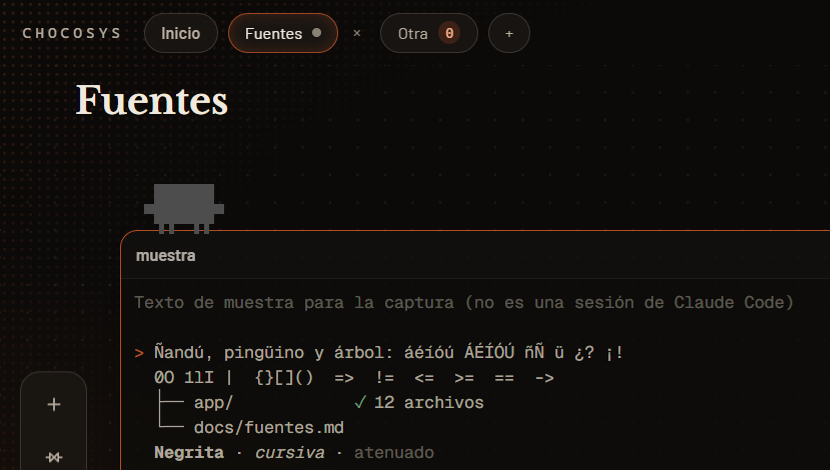 CHOCOSYS Inicio Fuentes × Otra 0 +
Fuentes
muestra
Texto de muestra para la captura (no es una sesión de Claude Code)
> Ñandú, pingüino y árbol: áéíóú ÁÉÍÓÚ ñÑ ü ¿? ¡!
0O 1lI | {}[]() => != <= >= == ->
├── app/ ✓ 12 archivos
└── docs/fuentes.md
Negrita · cursiva · atenuado
+